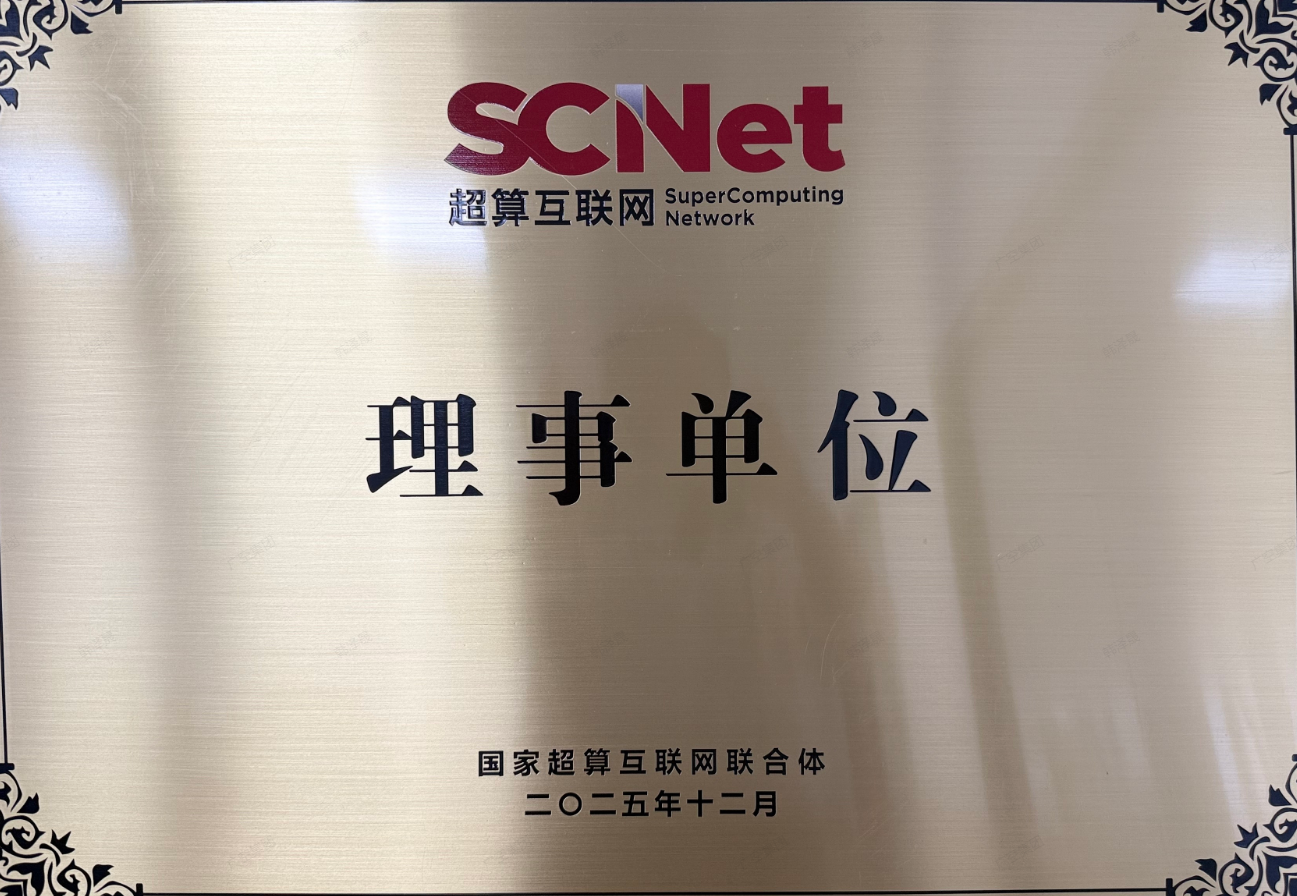 SCNet
超算互联网 SuperComputing
Network
理事单位
国家超算互联网联合体
二〇二五年十二月